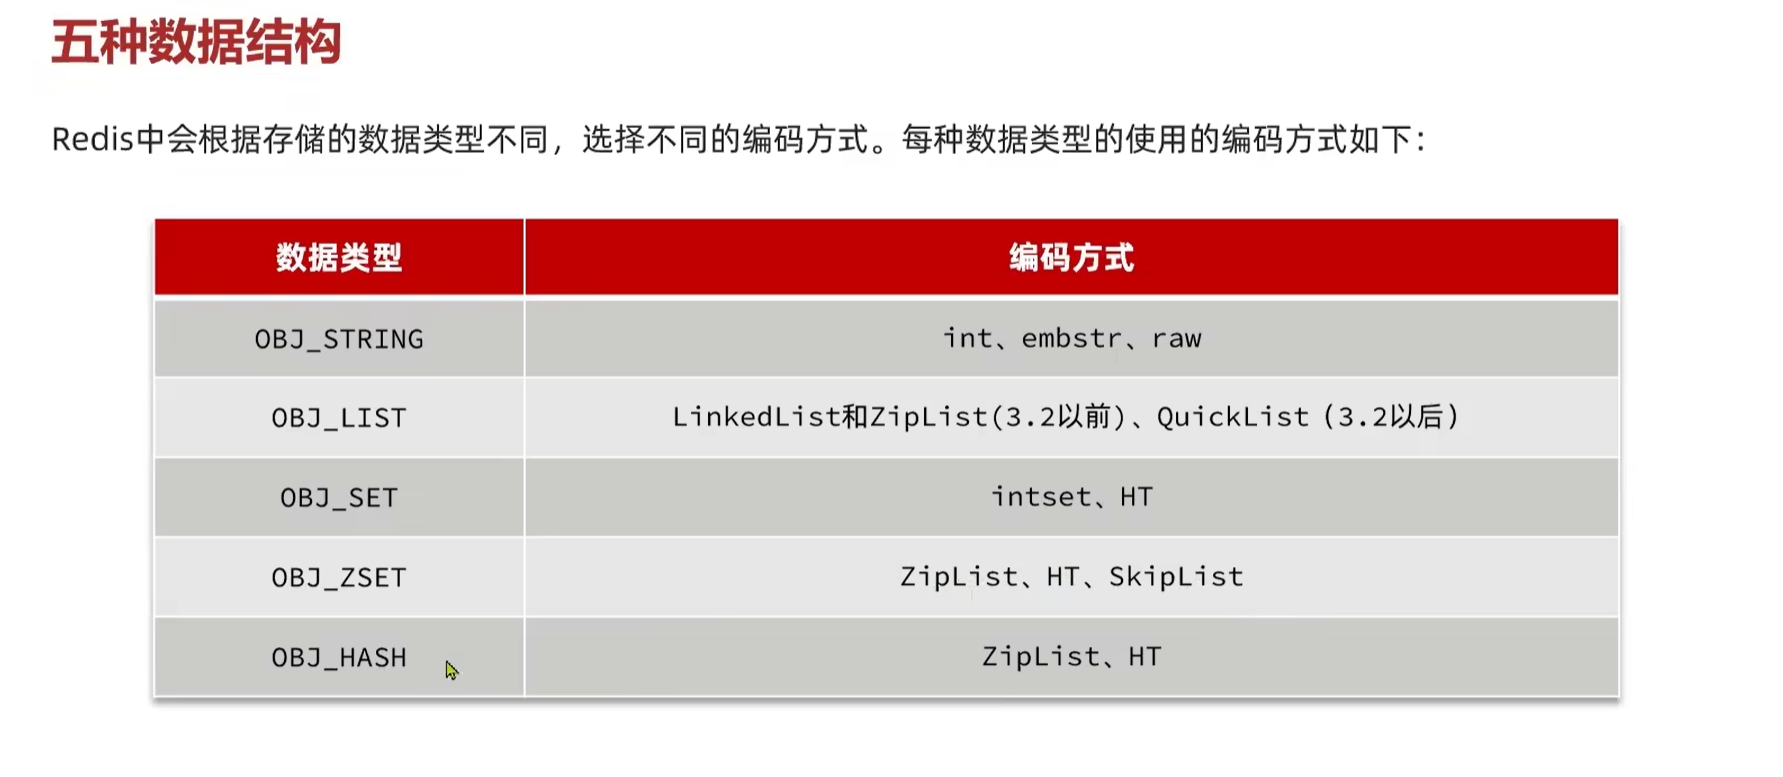 五种数据结构
Redis中会根据存储的数据类型不同，选择不同的编码方式。每种数据类型的使用的编码方式如下：
数据类型 编码方式
OBJ_STRING int、embstr、raw
OBJ_LIST LinkedList和ZipList(3.2以前)、QuickList（3.2以后）
OBJ_SET intset、HT
OBJ_ZSET ZipList、HT、SkipList
OBJ_HASH ZipList、HT